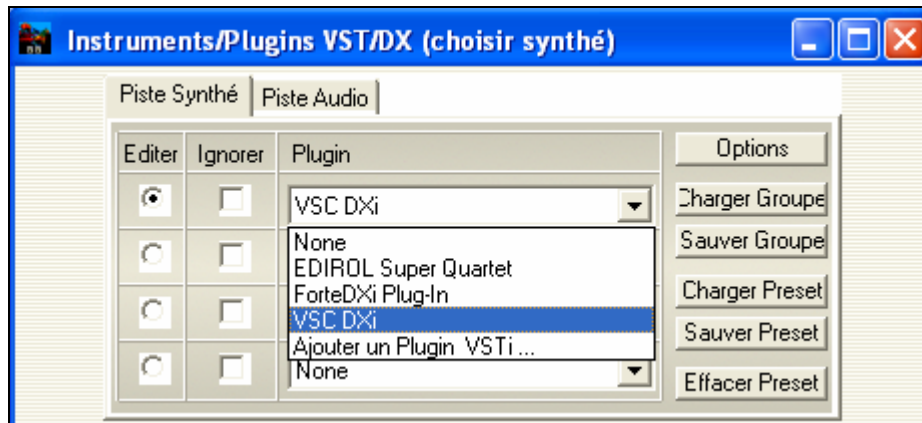 Instruments/Plugins VST/DX (choisir synthé)
Piste Synthé Piste Audio
Editer Ignorer Plugin Options
VSC DXi Charger Groupe
None Sauver Groupe
EDIROL Super Quartet
ForteDXi Plug-In Charger Preset
VSC DXi Sauver Preset
Ajouter un Plugin VSTi ...
None Effacer Preset